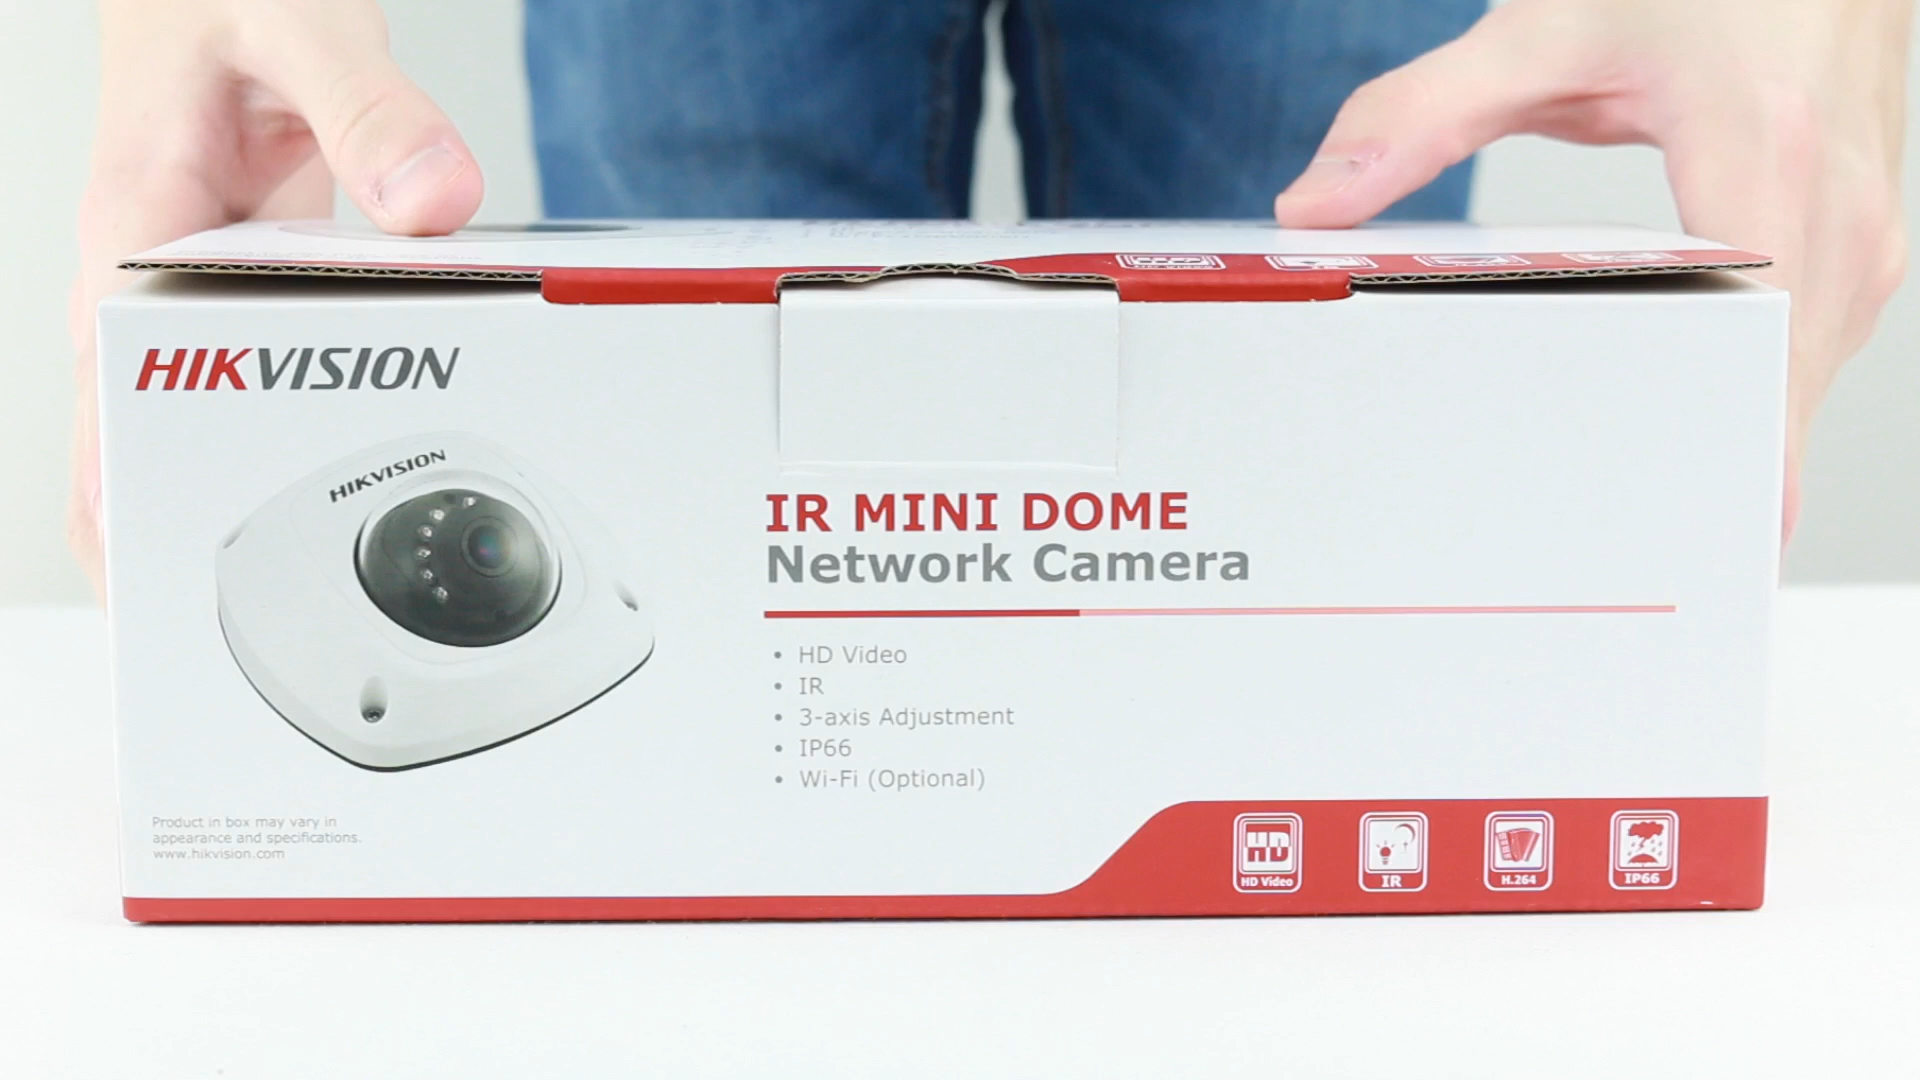 HIKVISION
HIKVISION
IR MINI DOME
Network Camera
• HD Video
• IR
• 3-axis Adjustment
• IP66
• Wi-Fi (Optional)
Product in box may vary in
appearance and specifications.
www.hikvision.com
HD
HD Video
IR
H.264
IP66